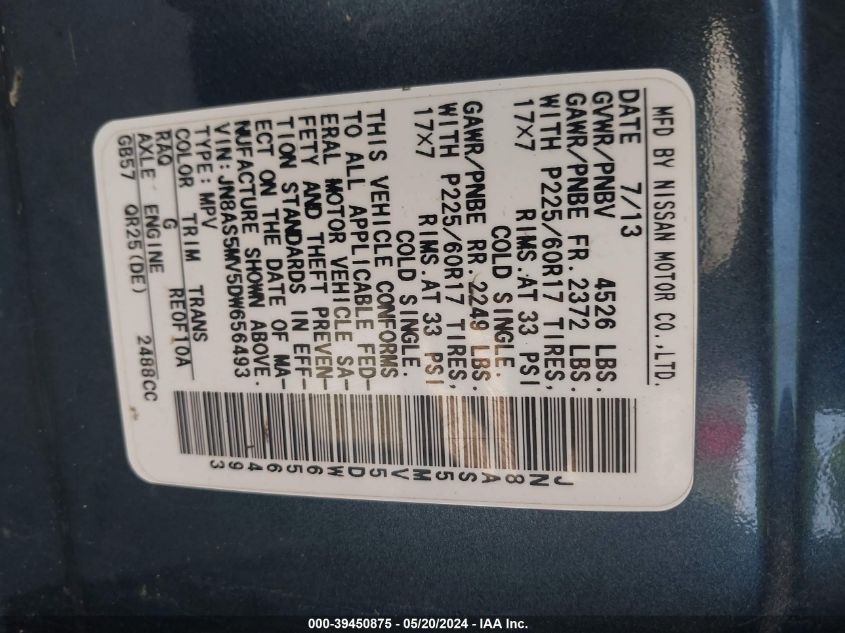 MFD BY NISSAN MOTOR CO.,LTD.
DATE 7/13
GVWR/PNBV 4526 LBS.
GAWR/PNBE FR.2372 LBS.
WITH P225/60R17 TIRES,
17X7 RIMS.AT 33 PSI
COLD SINGLE.
GAWR/PNBE RR.2249 LBS.
WITH P225/60R17 TIRES,
17X7 RIMS.AT 33 PSI
COLD SINGLE
THIS VEHICLE CONFORMS
TO ALL APPLICABLE FED-
ERAL MOTOR VEHICLE SA-
FETY AND THEFT PREVEN-
TION STANDARDS IN EFF-
ECT ON THE DATE OF MA-
NUFACTURE SHOWN ABOVE.
VIN:JN8AS5MV5DW656493
TYPE:MPV
COLOR TRIM TRANS
RAQ G RE0F10A
AXLE ENGINE
GB57 QR25(DE) 2488CC
JN8AS5MV5DW656493
000-39450875 — 05/20/2024 — IAA Inc.